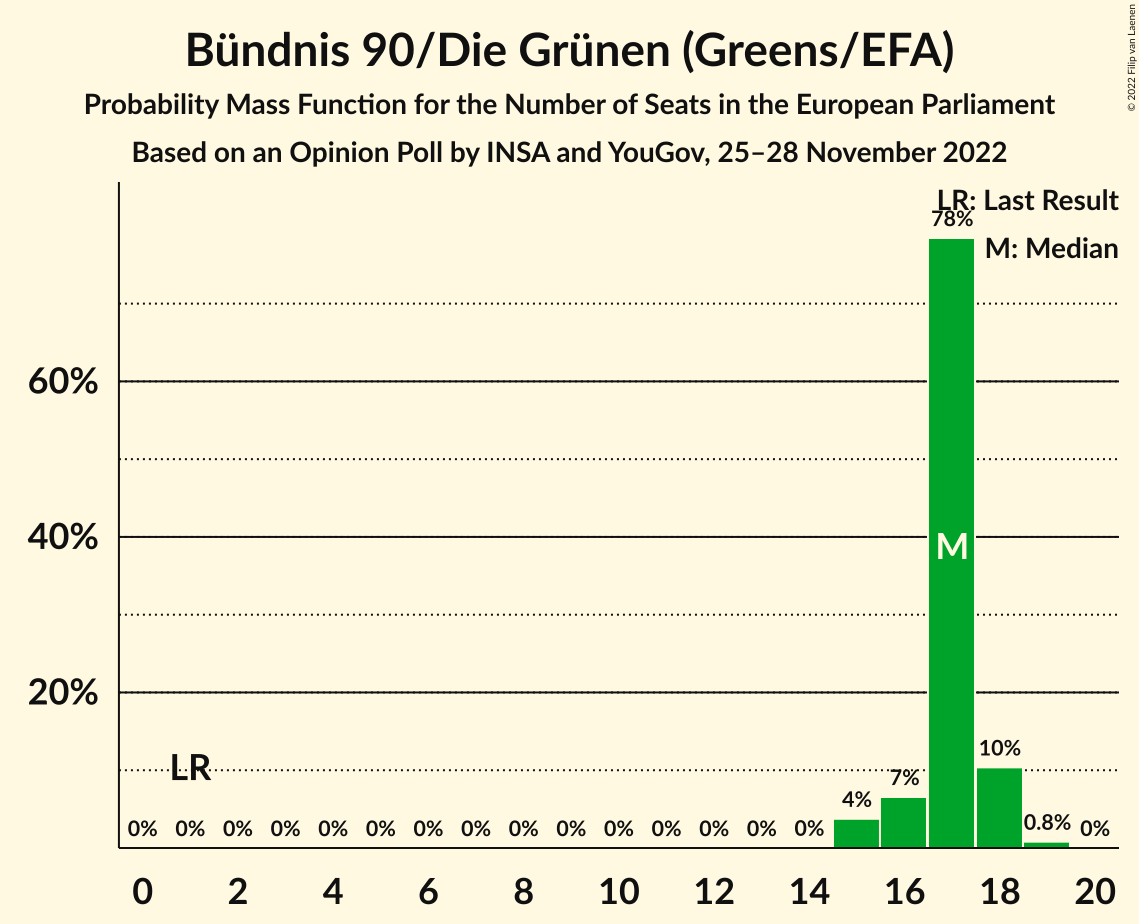 Bündnis 90/Die Grünen (Greens/EFA)
Probability Mass Function for the Number of Seats in the European Parliament
Based on an Opinion Poll by INSA and YouGov, 25–28 November 2022
© 2022 Filip van Laenen
LR: Last Result
78%
M: Median
60%
40%
M
20%
10%
LR
7%
4%
0% 0% 0% 0% 0% 0% 0% 0% 0% 0% 0% 0% 0% 0% 0% 0.8% 0%
0 2 4 6 8 10 12 14 16 18 20